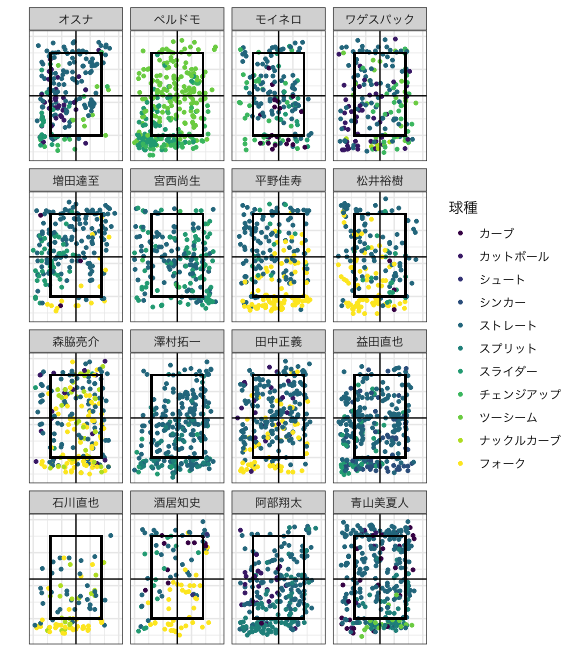 オスナ
ペルドモ
モイネロ
ワゲスパック
増田達至
宮西尚生
平野佳寿
松井裕樹
森脇亮介
澤村拓一
田中正義
益田直也
石川直也
酒居知史
阿部翔太
青山美夏人
球種
カーブ
カットボール
シュート
シンカー
ストレート
スプリット
スライダー
チェンジアップ
ツーシーム
ナックルカーブ
フォーク